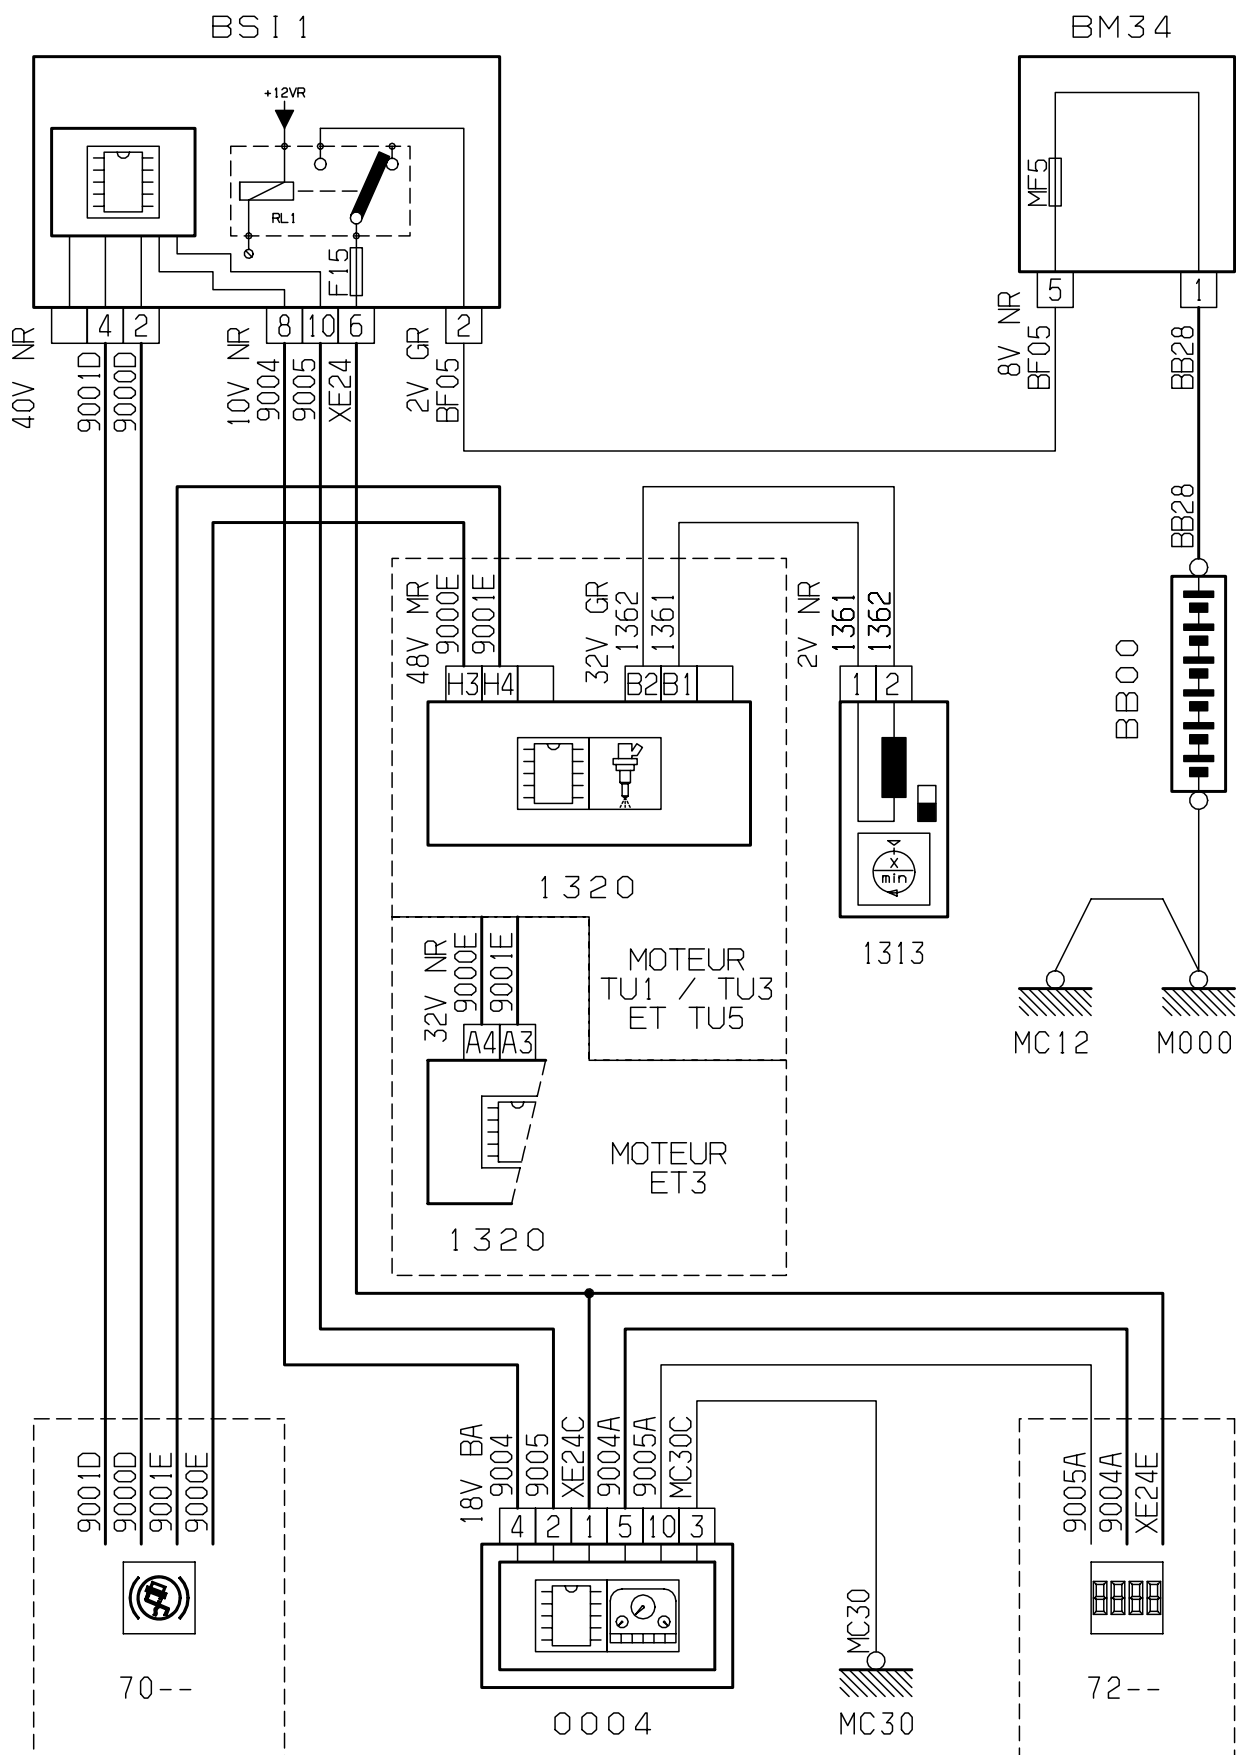 BSI1
BM34
+12VR
RL1
F15
MF5
4
2
8
10
6
2
5
1
40V NR
9001D
9000D
10V NR
9004
9005
XE24
2V GR
BF05
8V NR
BF05
BB28
BB28
48V MR
9000E
9001E
32V GR
1362
1361
2V NR
1361
1362
H3
H4
B2
B1
1
2
BB00
X
min
1320
1313
32V NR
9000E
9001E
A4
A3
MOTEUR
TU1 / TU3
ET TU5
MC12
M000
MOTEUR
ET3
1320
9001D
9000D
9001E
9000E
18V BA
9004
9005
XE24C
9004A
9005A
MC30C
9005A
9004A
XE24E
4
2
1
5
10
3
MC30
8888
70--
0004
MC30
72--